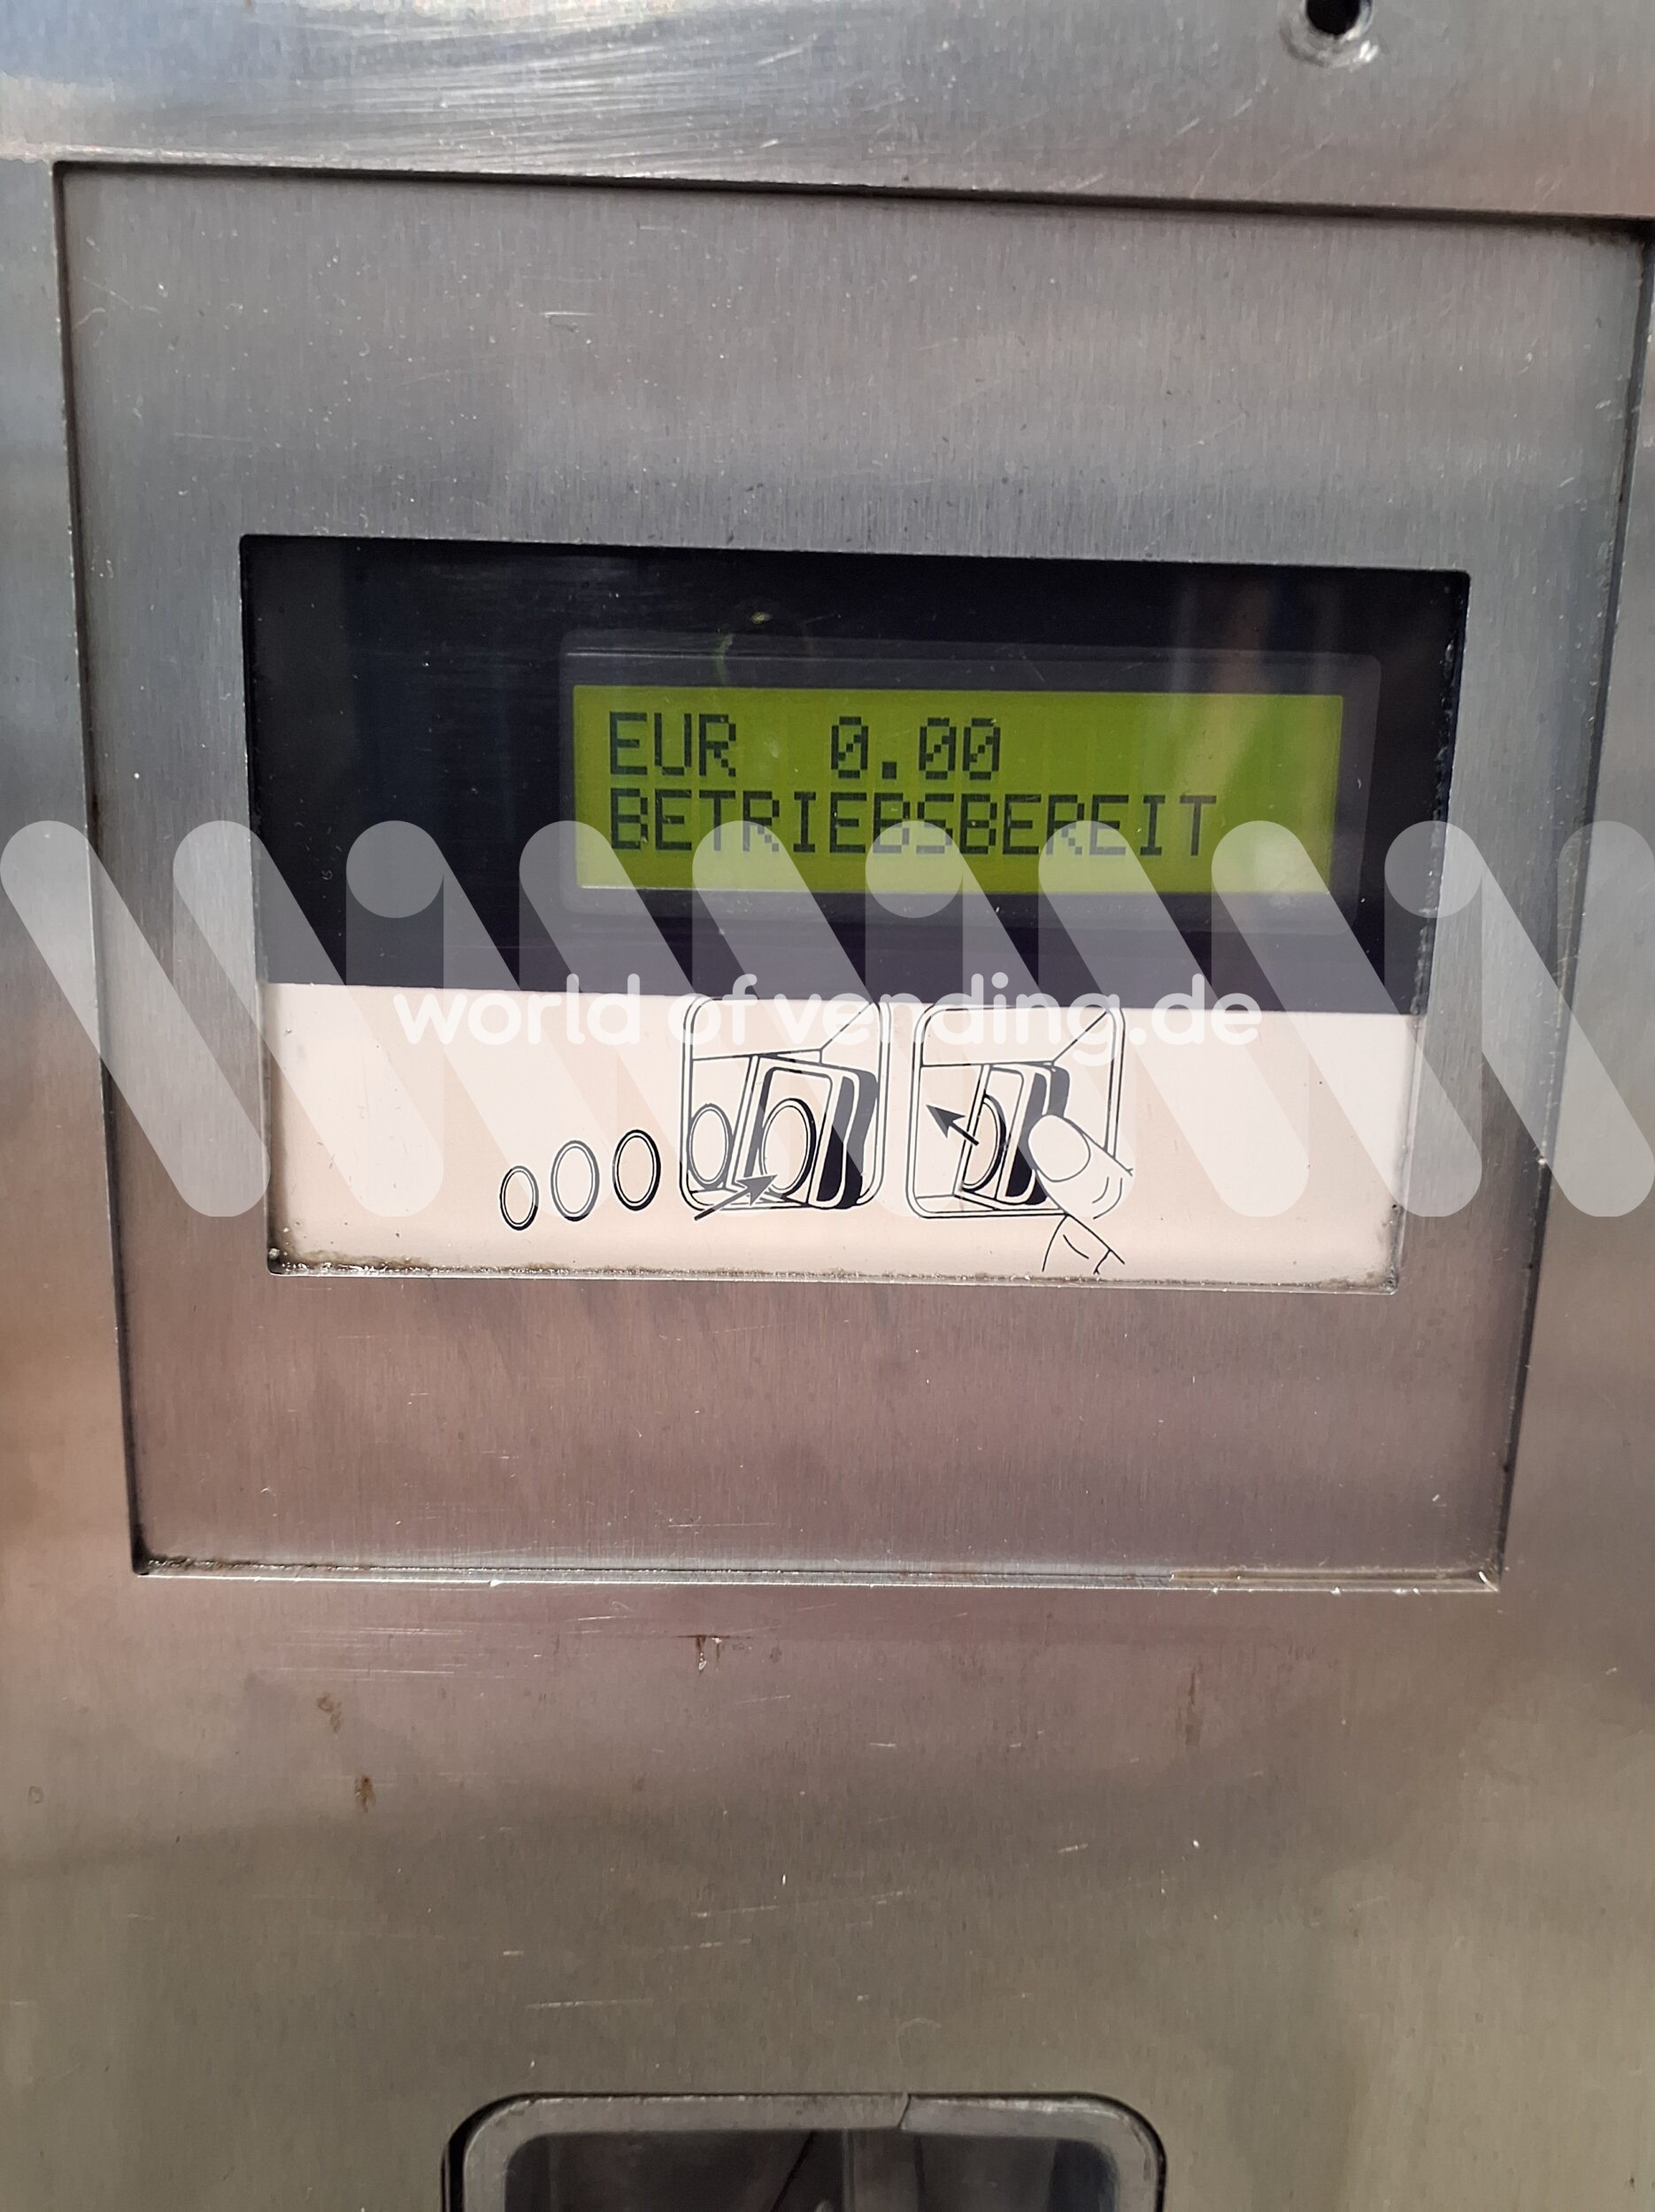 EUR 0.00
BETRIEBSBEREIT
world of vending.de